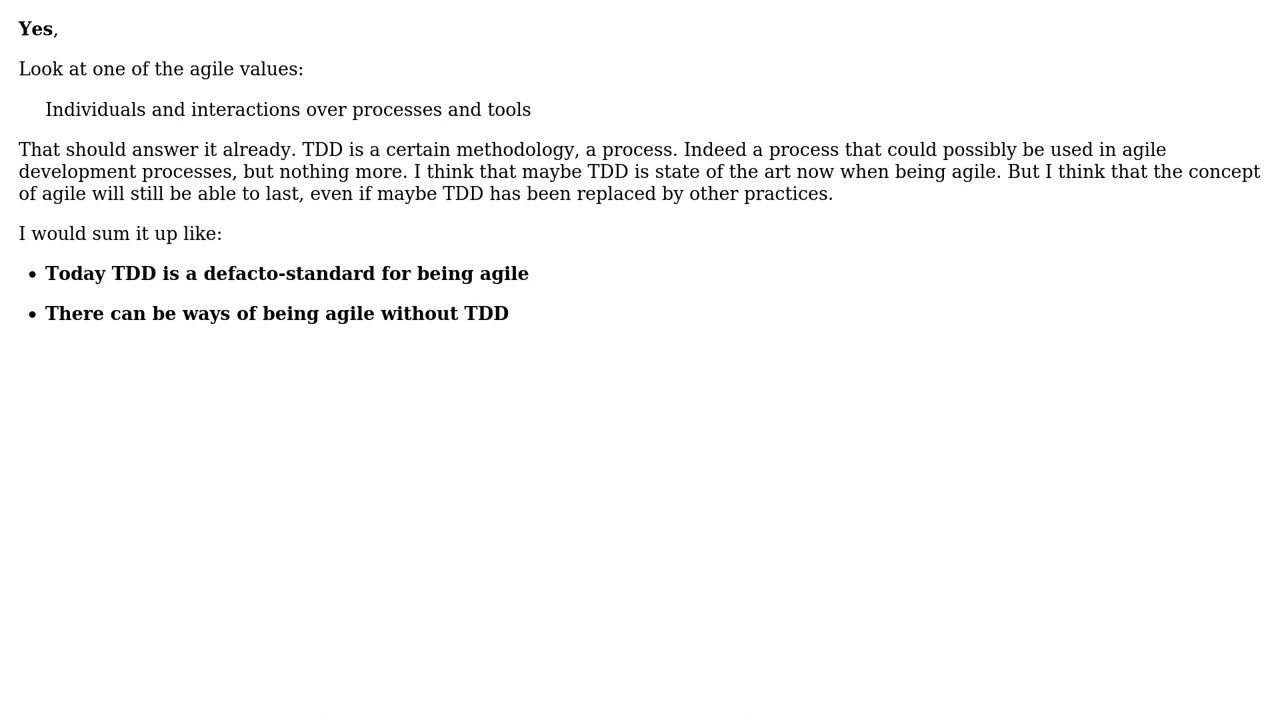 Yes,
Look at one of the agile values:
Individuals and interactions over processes and tools
That should answer it already. TDD is a certain methodology, a process. Indeed a process that could possibly be used in agile
development processes, but nothing more. I think that maybe TDD is state of the art now when being agile. But I think that the concept
of agile will still be able to last, even if maybe TDD has been replaced by other practices.
I would sum it up like:
• Today TDD is a defacto-standard for being agile
• There can be ways of being agile without TDD